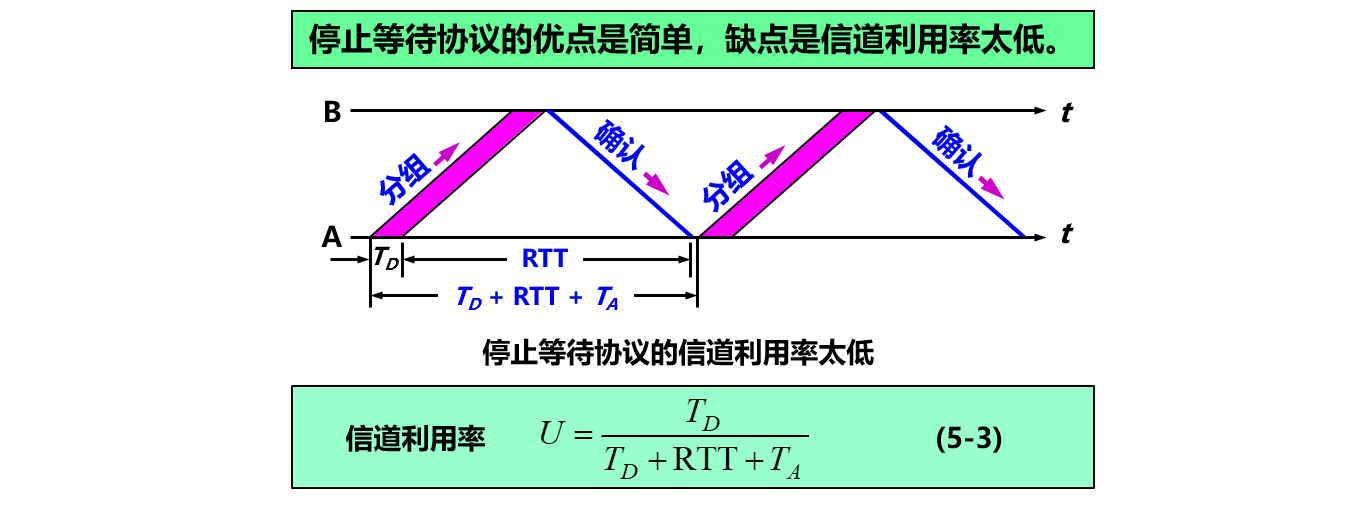 停止等待协议的优点是简单，缺点是信道利用率太低。
B
t
分组
确认
分组
确认
A
t
T_D
RTT
T_D + RTT + T_A
停止等待协议的信道利用率太低
信道利用率 U = T_D / (T_D + RTT + T_A) (5-3)